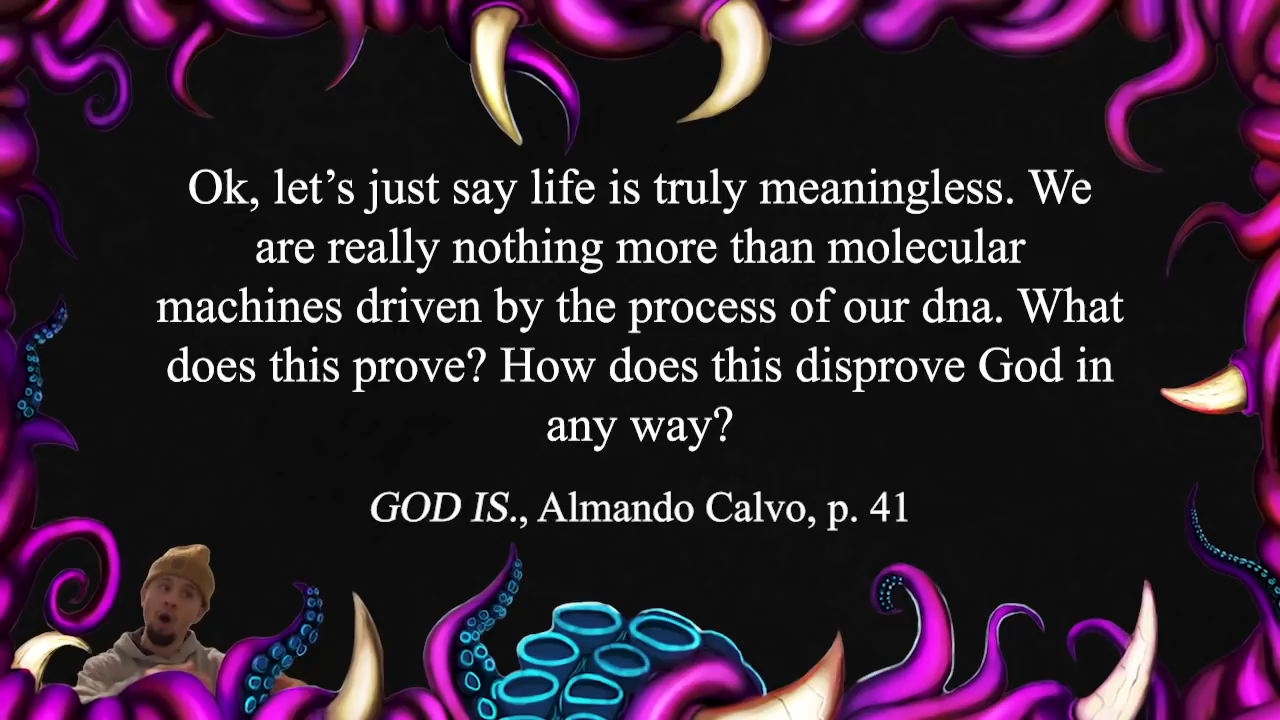 Ok, let’s just say life is truly meaningless. We
are really nothing more than molecular
machines driven by the process of our dna. What
does this prove? How does this disprove God in
any way?
GOD IS., Almando Calvo, p. 41